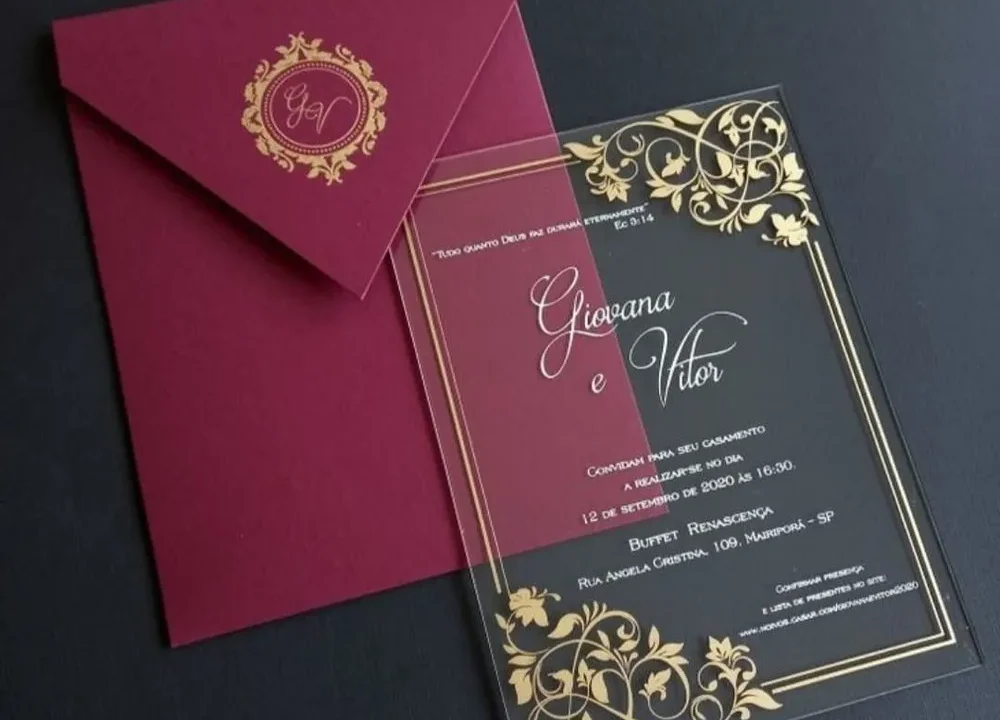 GV
"Tudo quanto Deus faz durará eternamente"
Ec 3:14
Giovana
e Vitor
Convidam para seu casamento
a realizar-se no dia
12 de setembro de 2020 às 16:30.
Buffet Renascença
Rua Angela Cristina, 109, Mairiporã - SP
Confirmar presença
e lista de presentes no site:
www.noivos.casar.com/giovanaevitor2020